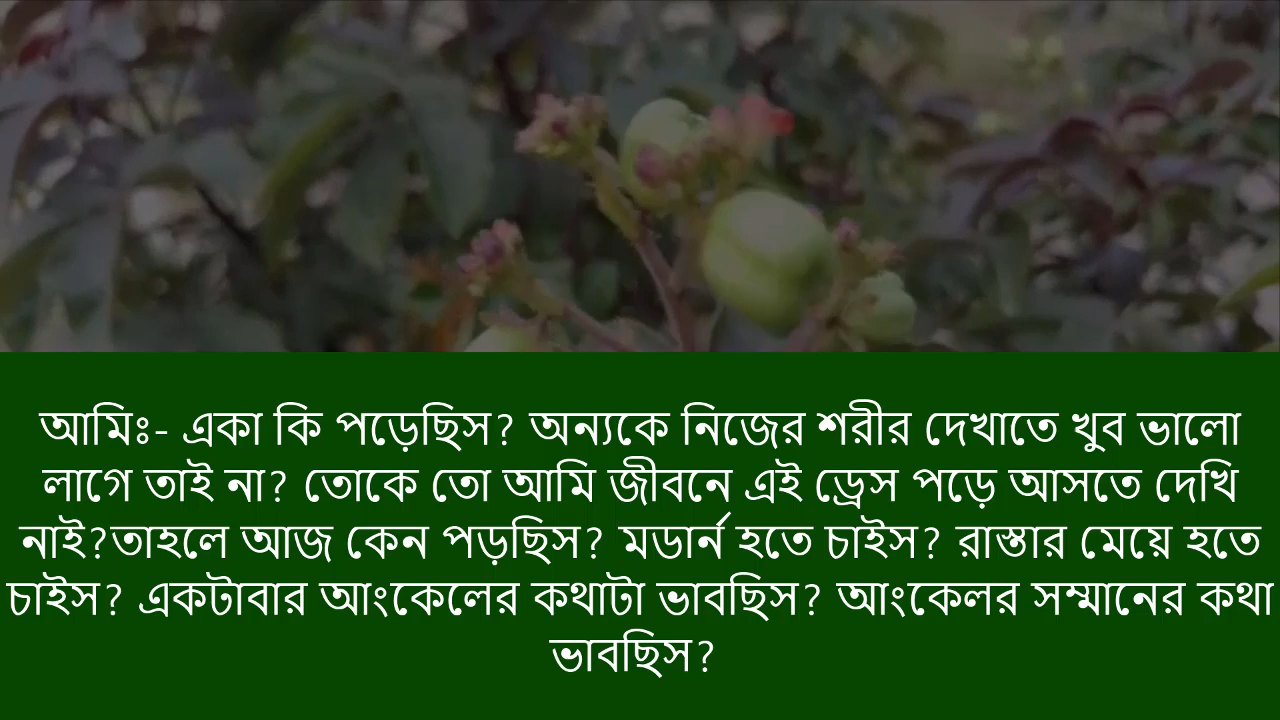 আমিঃ- একা কি পড়েছিস? অন্যকে নিজের শরীর দেখাতে খুব ভালো
লাগে তাই না? তোকে তো আমি জীবনে এই ড্রেস পড়ে আসতে দেখি
নাই?তাহলে আজ কেন পড়ছিস? মডার্ন হতে চাইস? রাস্তার মেয়ে হতে
চাইস? একটাবার আংকেলের কথাটা ভাবছিস? আংকেলর সম্মানের কথা
ভাবছিস?